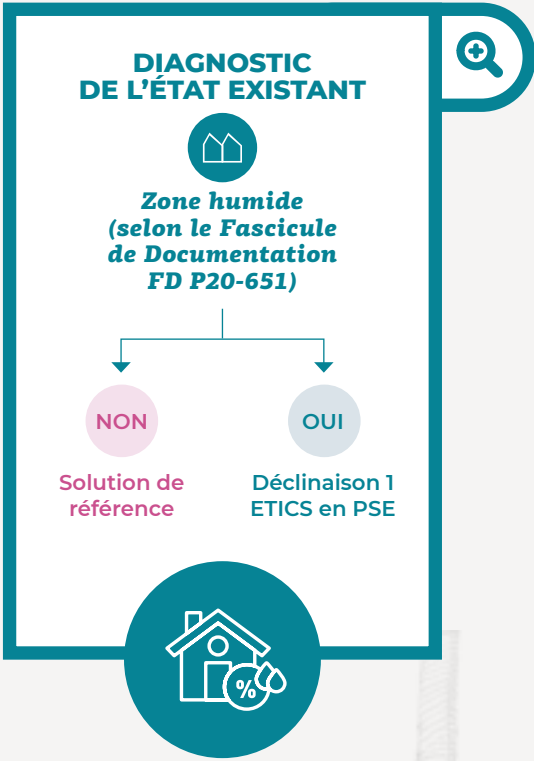 DIAGNOSTIC
DE L'ÉTAT EXISTANT
Zone humide
(selon le Fascicule
de Documentation
FD P20-651)
NON
OUI
Solution de
référence
Déclinaison 1
ETICS en PSE
%